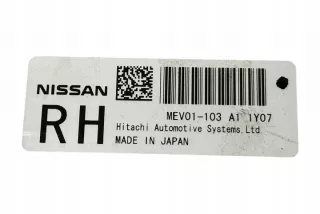 NISSAN
RH
MEV01-103 A1 1Y07
Hitachi Automotive Systems,Ltd.
MADE IN JAPAN